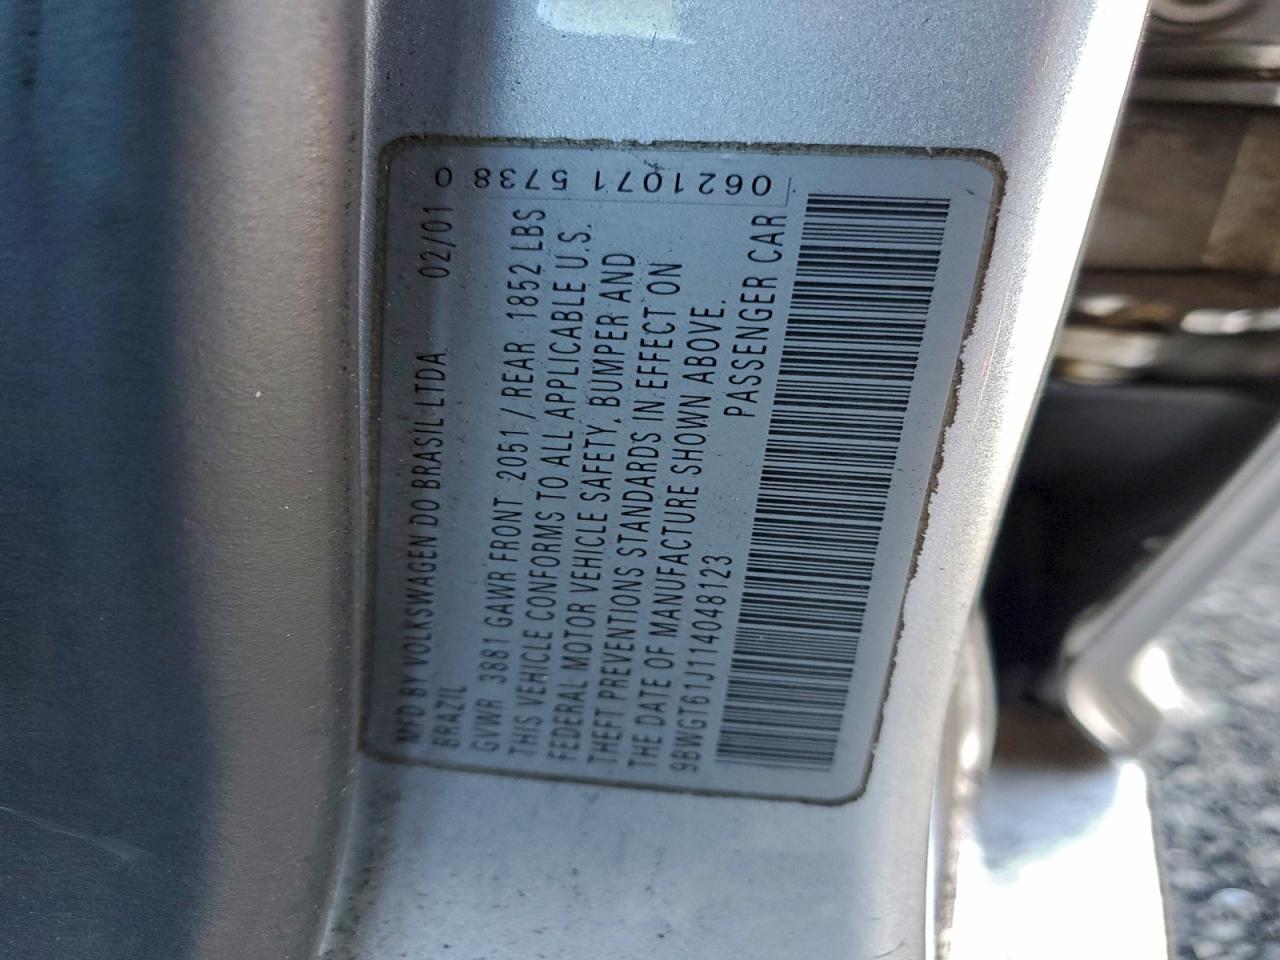 MFD BY VOLKSWAGEN DO BRASIL LTDA 02/01
BRAZIL
GVWR 3881 GAWR FRONT 2051 / REAR 1852 LBS
THIS VEHICLE CONFORMS TO ALL APPLICABLE U.S.
FEDERAL MOTOR VEHICLE SAFETY, BUMPER AND
THEFT PREVENTIONS STANDARDS IN EFFECT ON
THE DATE OF MANUFACTURE SHOWN ABOVE.
9BWGT61J114048123 PASSENGER CAR
0621071 5738 0